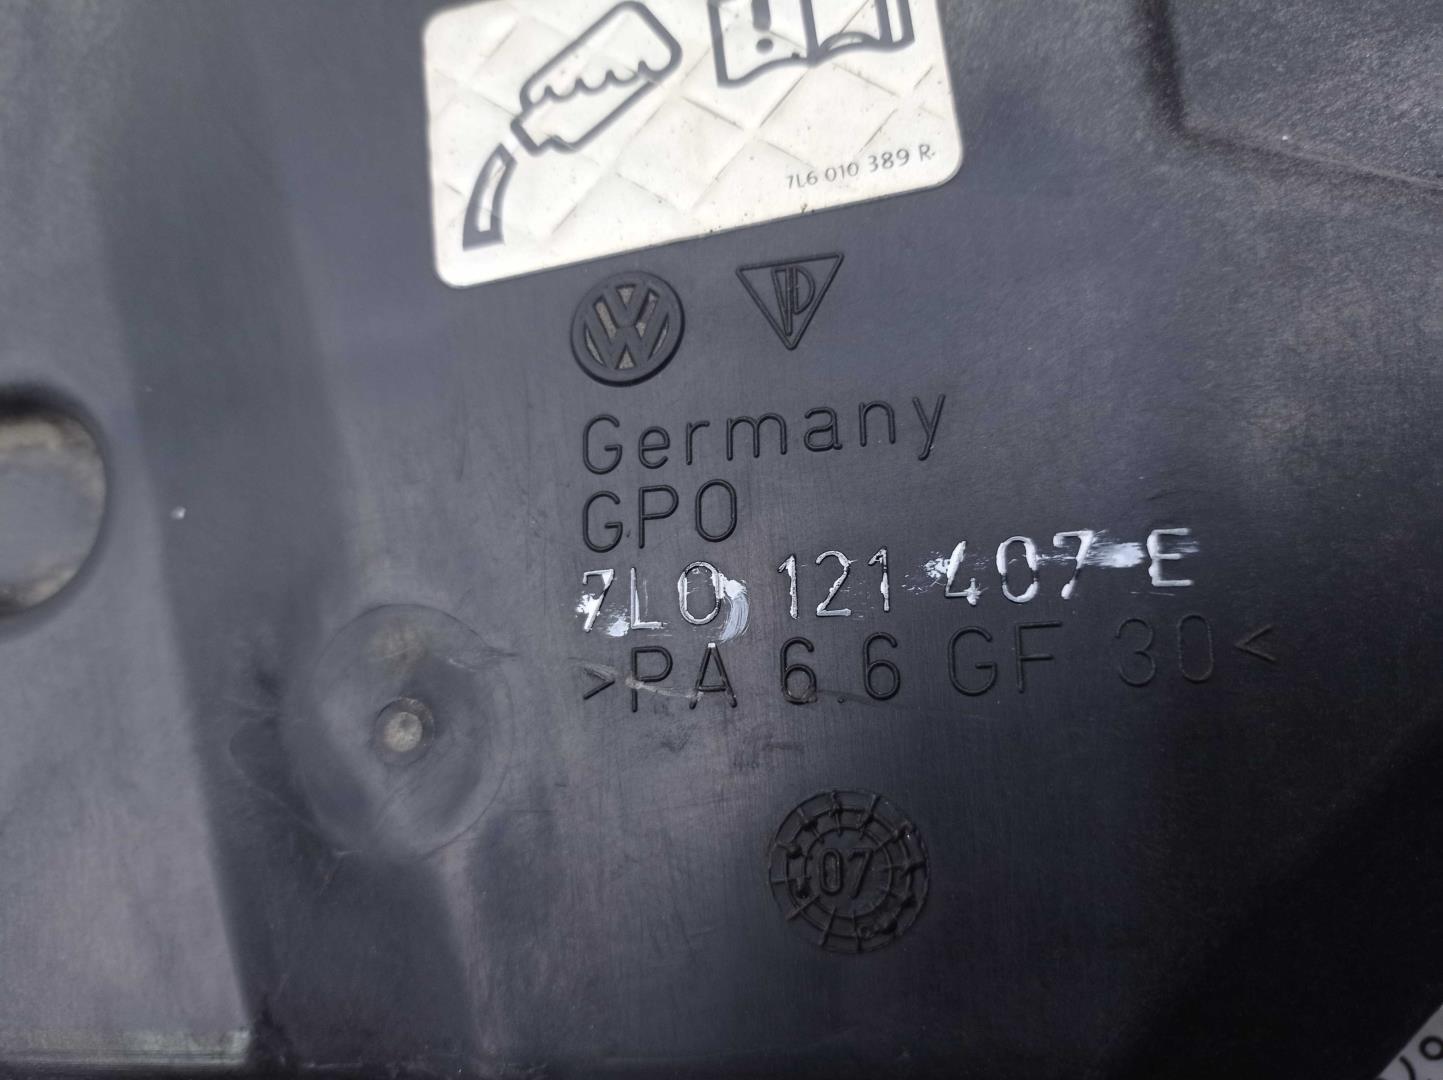 7L6 010 389 R
Germany
GPO
7L0 121 407 E
>PA 6.6 GF 30<
07